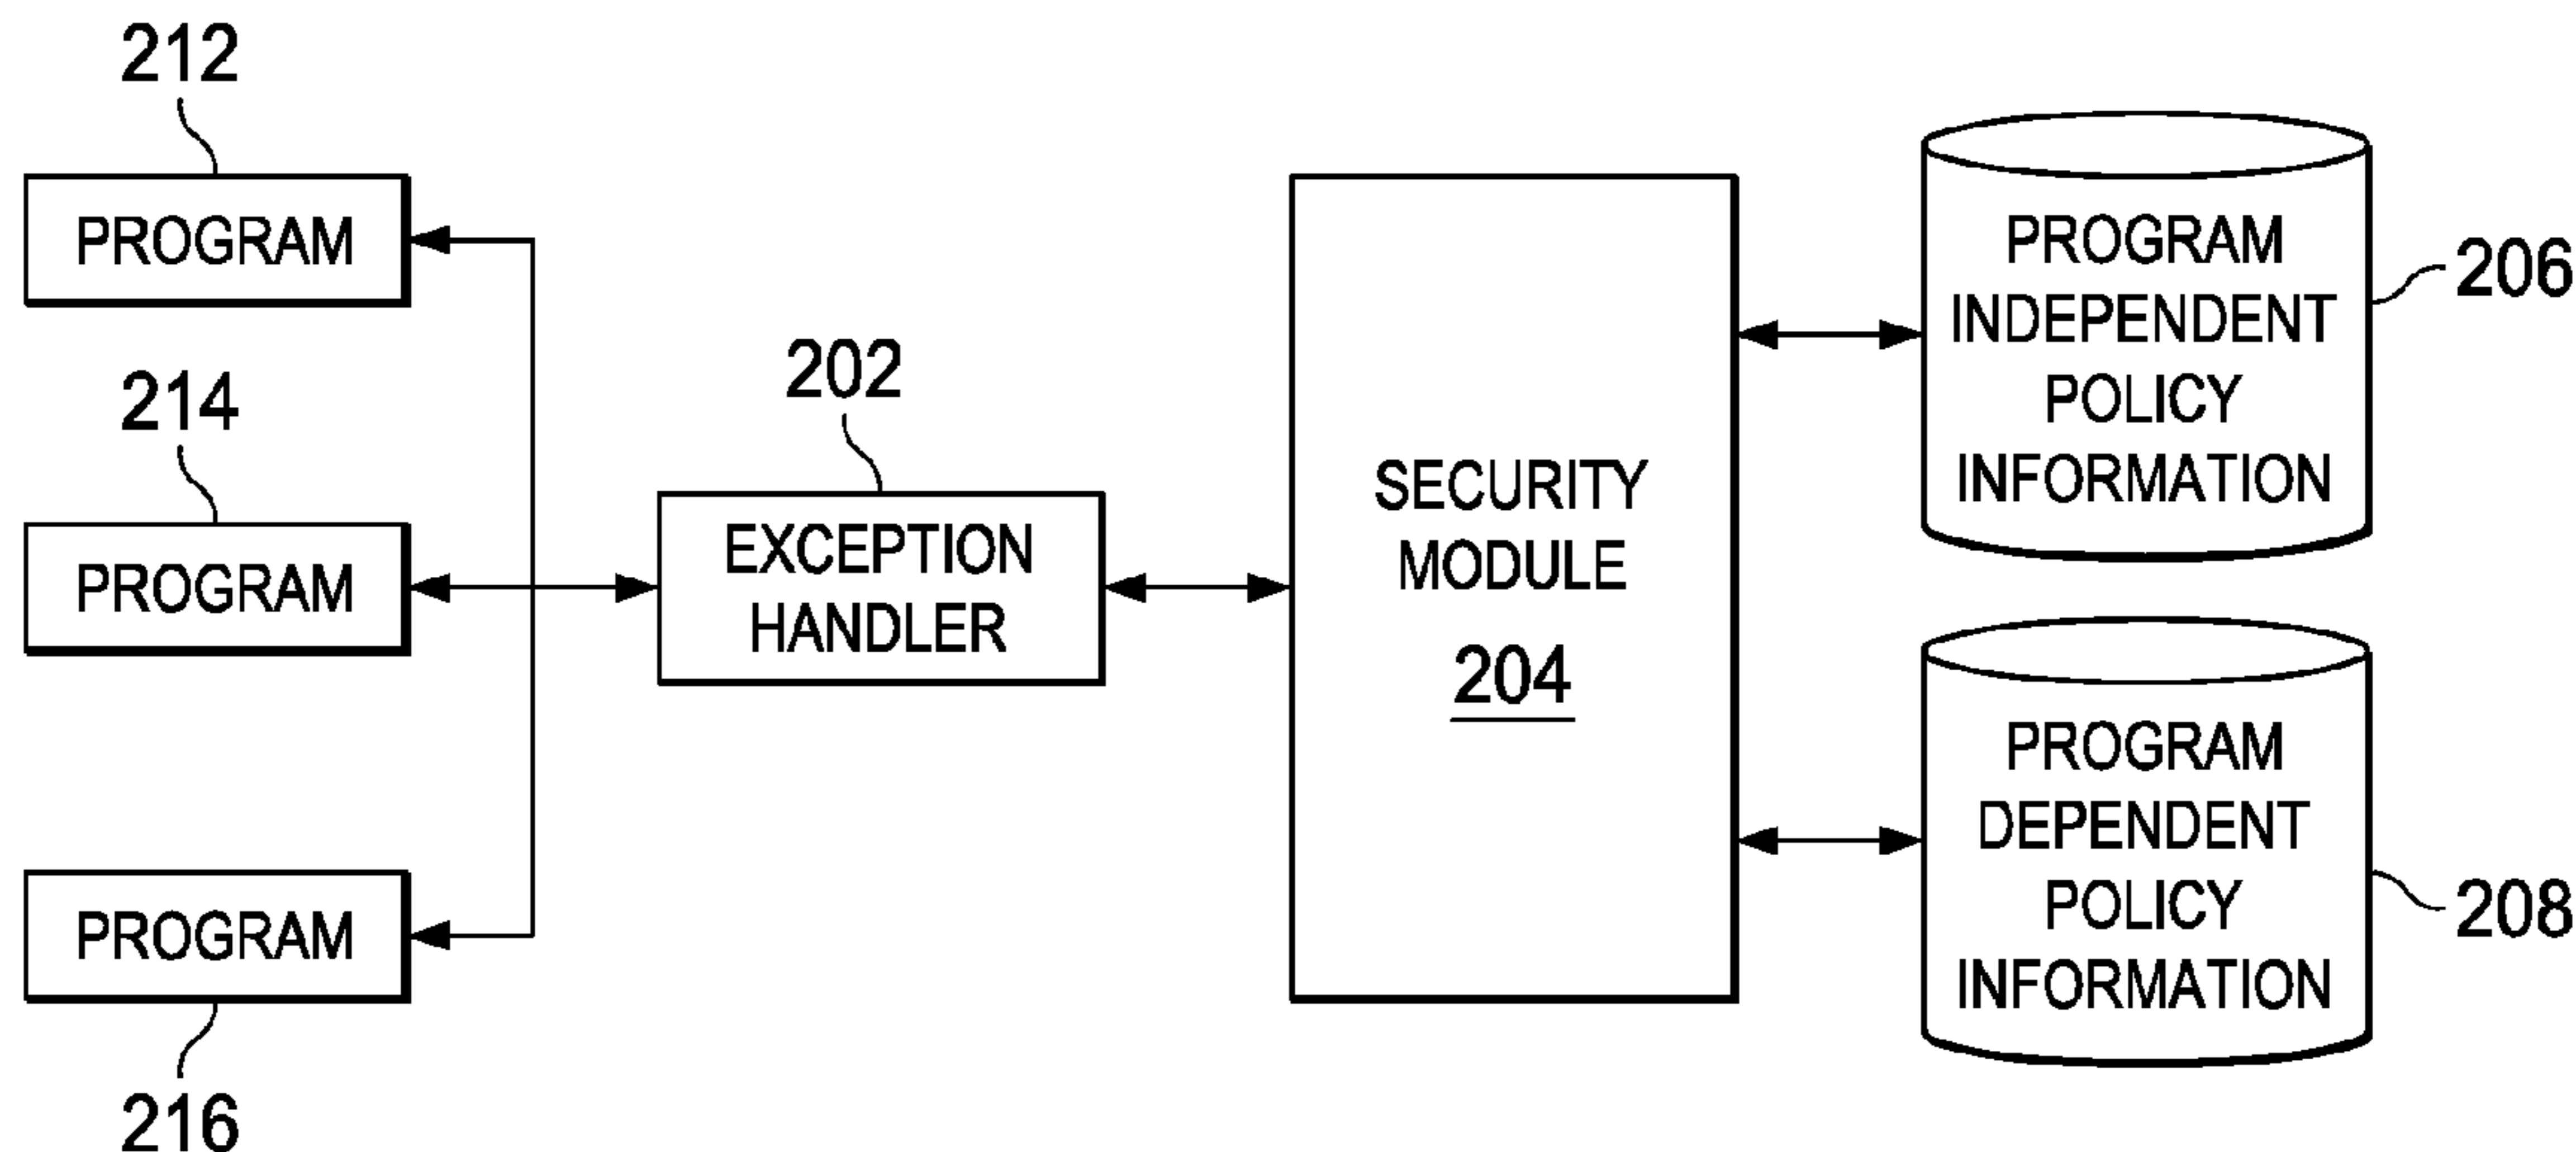 212
PROGRAM
214
PROGRAM
PROGRAM
216
202
EXCEPTION
HANDLER
SECURITY
MODULE
204
PROGRAM
INDEPENDENT
POLICY
INFORMATION
206
PROGRAM
DEPENDENT
POLICY
INFORMATION
208